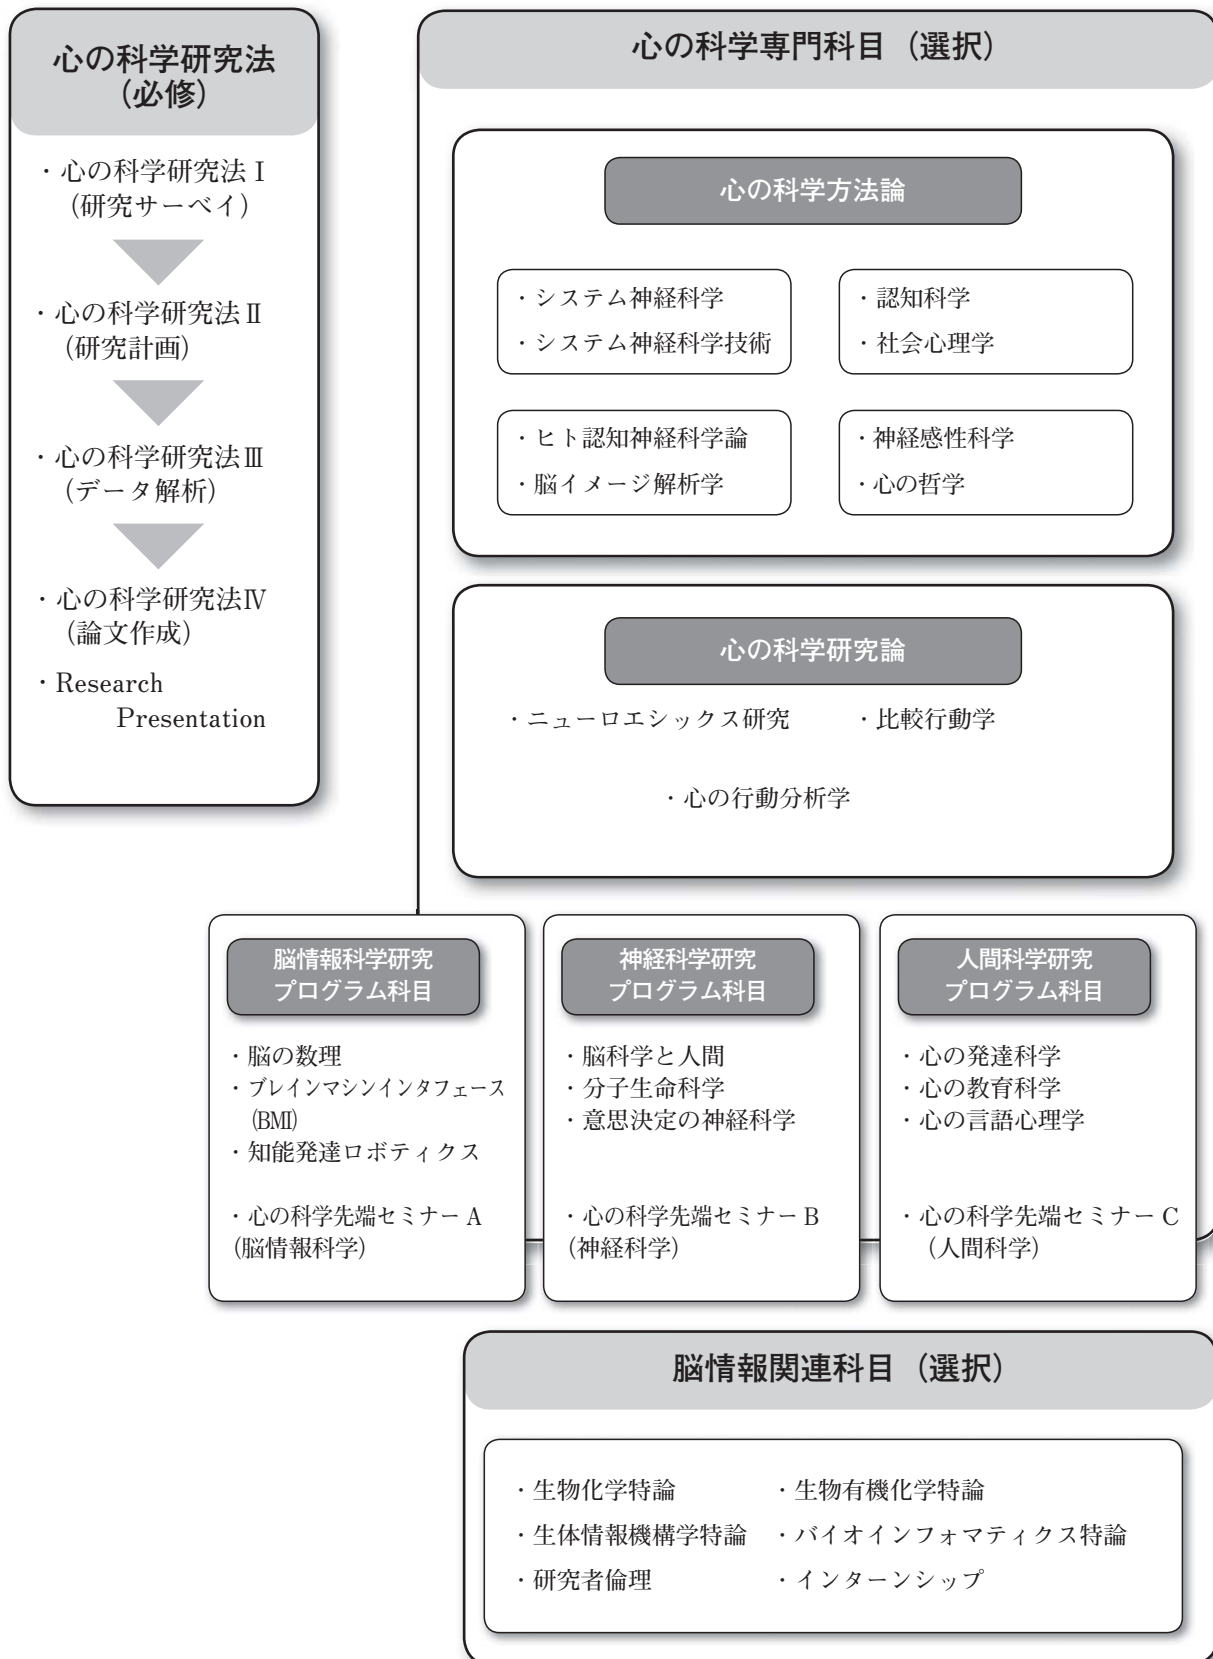 心の科学研究法
（必修）
・心の科学研究法Ⅰ
（研究サーベイ）
・心の科学研究法Ⅱ
（研究計画）
・心の科学研究法Ⅲ
（データ解析）
・心の科学研究法Ⅳ
（論文作成）
・Research
Presentation
心の科学専門科目（選択）
心の科学方法論
・システム神経科学
・システム神経科学技術
・認知科学
・社会心理学
・ヒト認知神経科学論
・脳イメージ解析学
・神経感性科学
・心の哲学
心の科学研究論
・ニューロエシックス研究
・比較行動学
・心の行動分析学
脳情報科学研究
プログラム科目
・脳の数理
・ブレインマシンインタフェース
（BMI）
・知能発達ロボティクス
・心の科学先端セミナーA
（脳情報科学）
神経科学研究
プログラム科目
・脳科学と人間
・分子生命科学
・意思決定の神経科学
・心の科学先端セミナーB
（神経科学）
人間科学研究
プログラム科目
・心の発達科学
・心の教育科学
・心の言語心理学
・心の科学先端セミナーC
（人間科学）
脳情報関連科目（選択）
・生物化学特論
・生物有機化学特論
・生体情報機構学特論
・バイオインフォマティクス特論
・研究者倫理
・インターンシップ